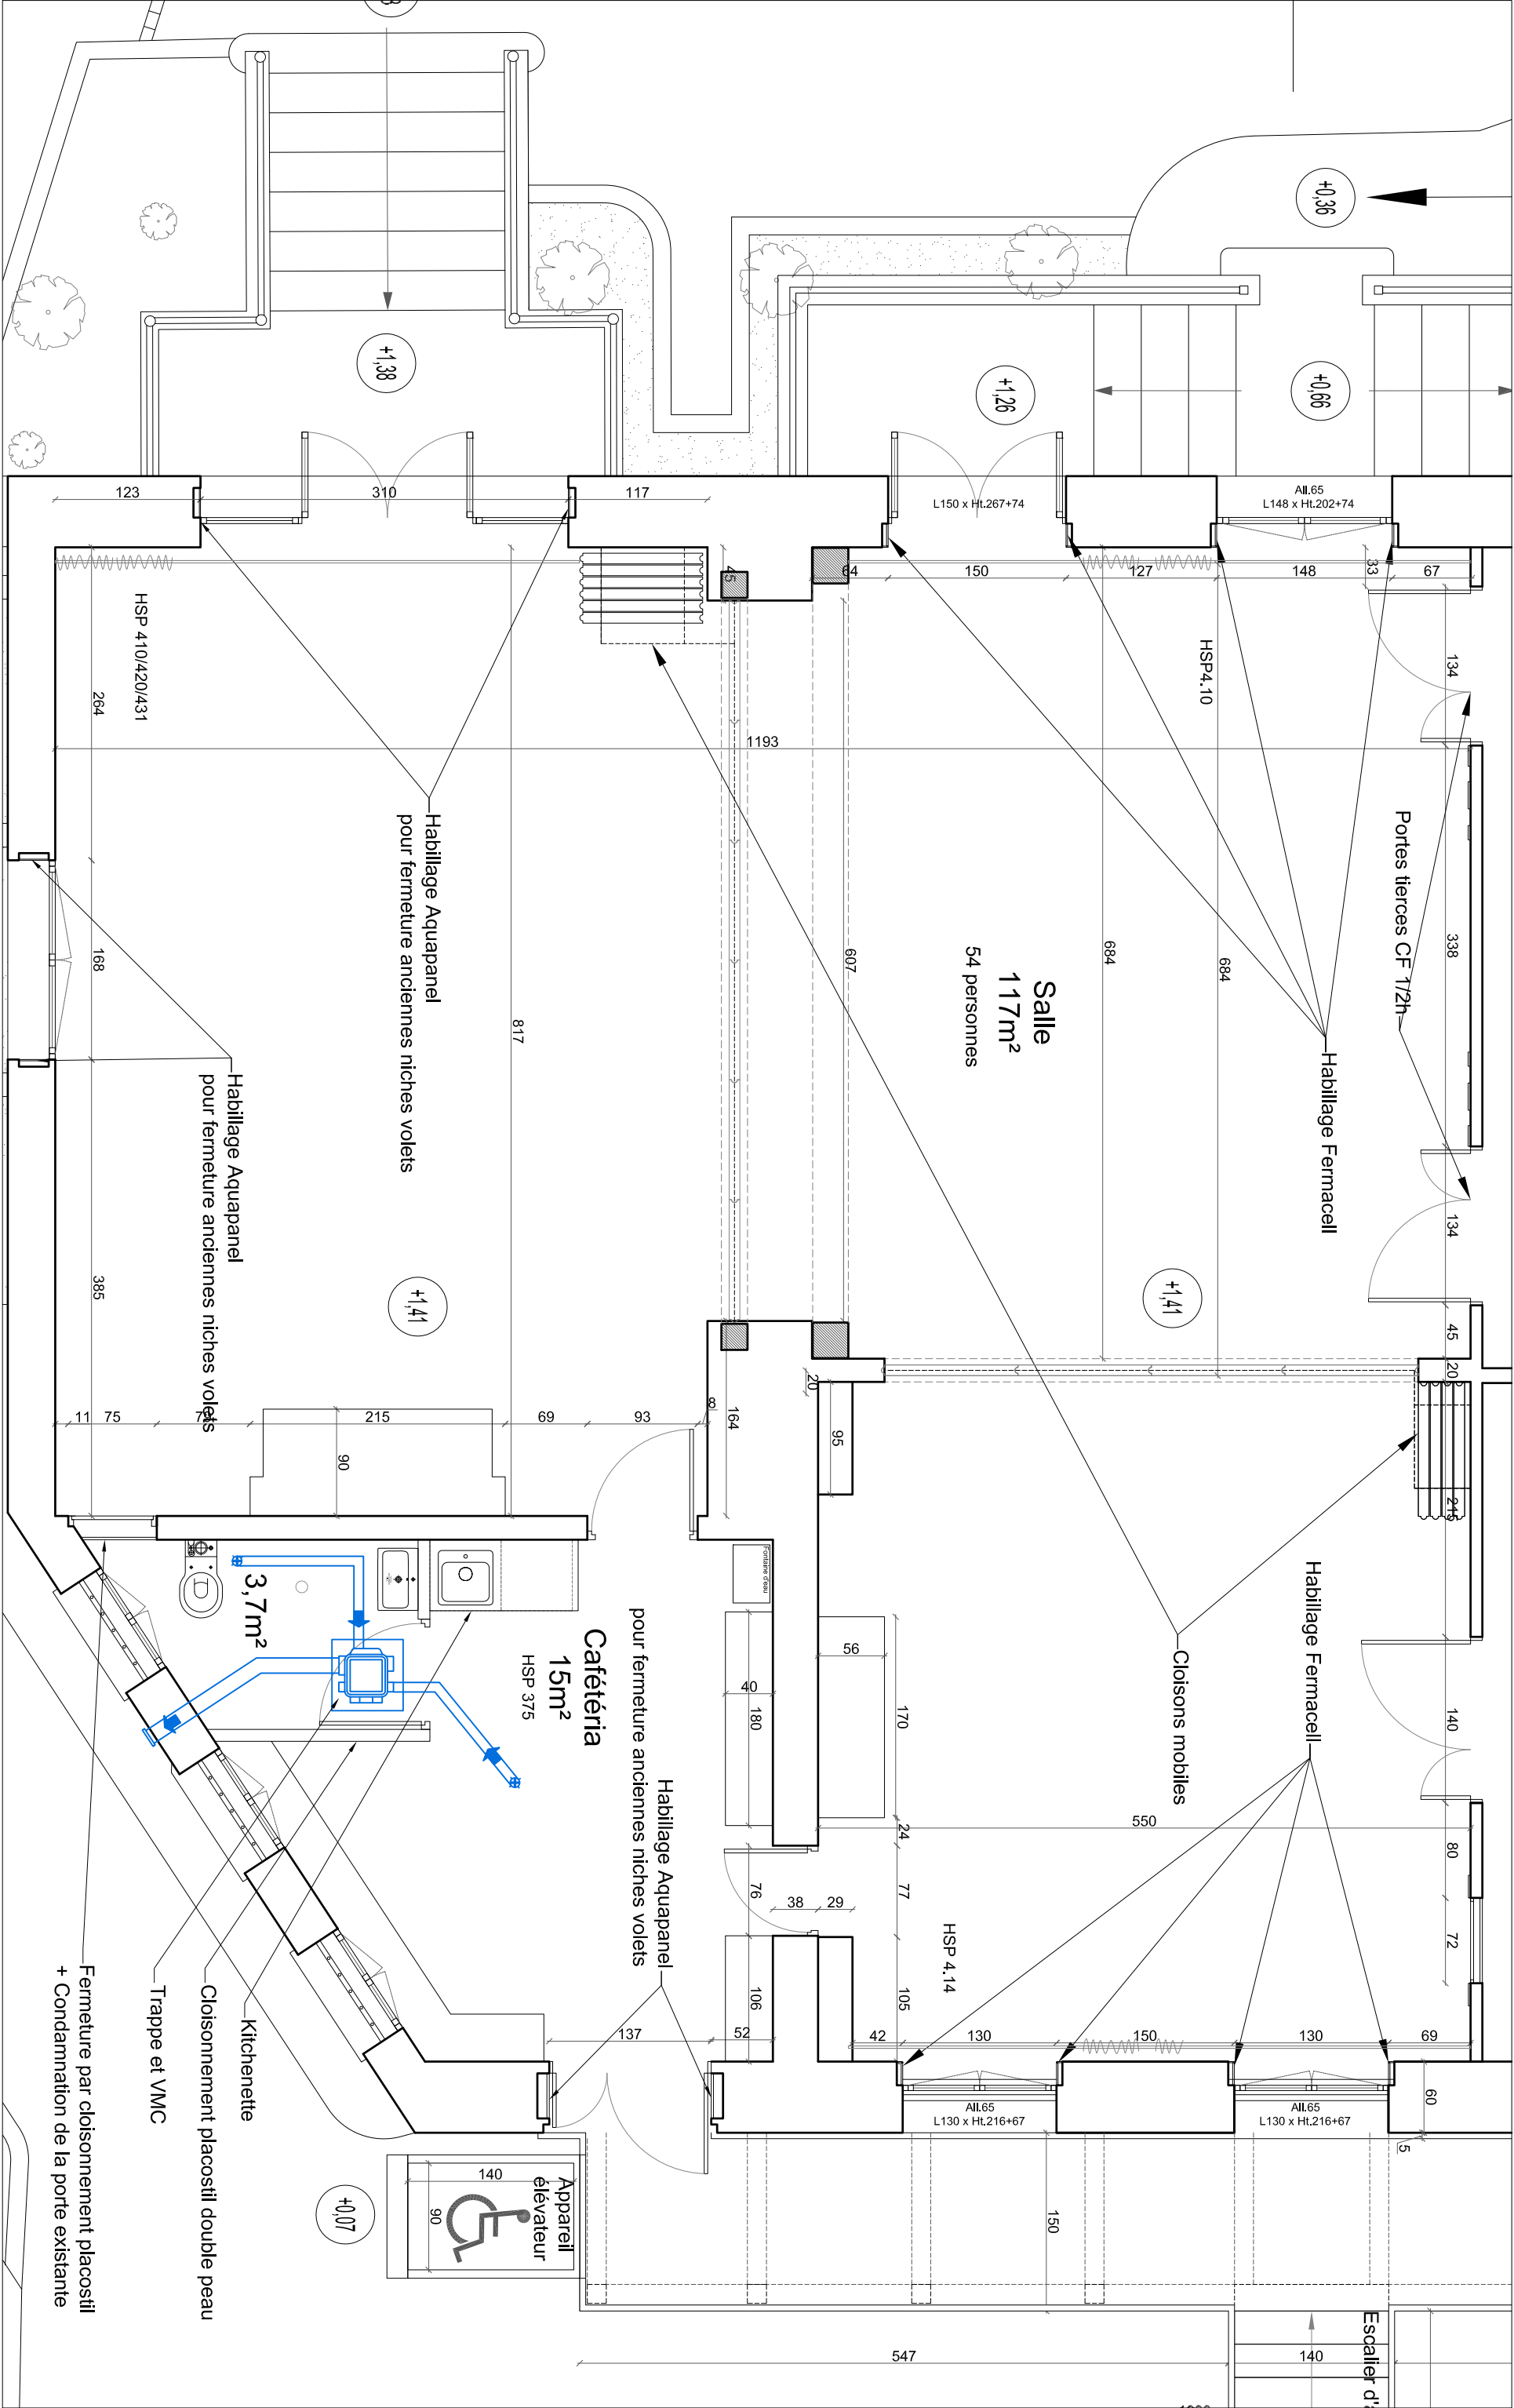 +0,36
+0,66
+1,26
+1,38
L150 x Ht.267+74
All.65
L148 x Ht.202+74
123
310
117
45
64
150
127
148
33
67
HSP 410/420/431
HSP4.10
134
264
1193
Portes tierces CF 1/2h
338
684
684
607
Salle
117m²
54 personnes
Habillage Fermacell
Habillage Aquapanel
pour fermeture anciennes niches volets
817
168
Habillage Aquapanel
pour fermeture anciennes niches volets
385
+1,41
+1,41
134
45
20
20
11
75
215
69
93
8
164
95
90
215
Fontaine d'eau
3,7m²
Cafétéria
15m²
HSP 375
Habillage Aquapanel
pour fermeture anciennes niches volets
Habillage Fermacell
Cloisons mobiles
56
40
180
170
140
550
24
80
76
77
38
29
72
HSP 4.14
106
105
137
52
42
130
150
130
69
60
5
All.65
L130 x Ht.216+67
All.65
L130 x Ht.216+67
Kitchenette
Cloisonnement placostil double peau
Trappe et VMC
Fermeture par cloisonnement placostil
+ Condamnation de la porte existante
Appareil
élévateur
140
90
+0,07
150
547
140
Escalier d'